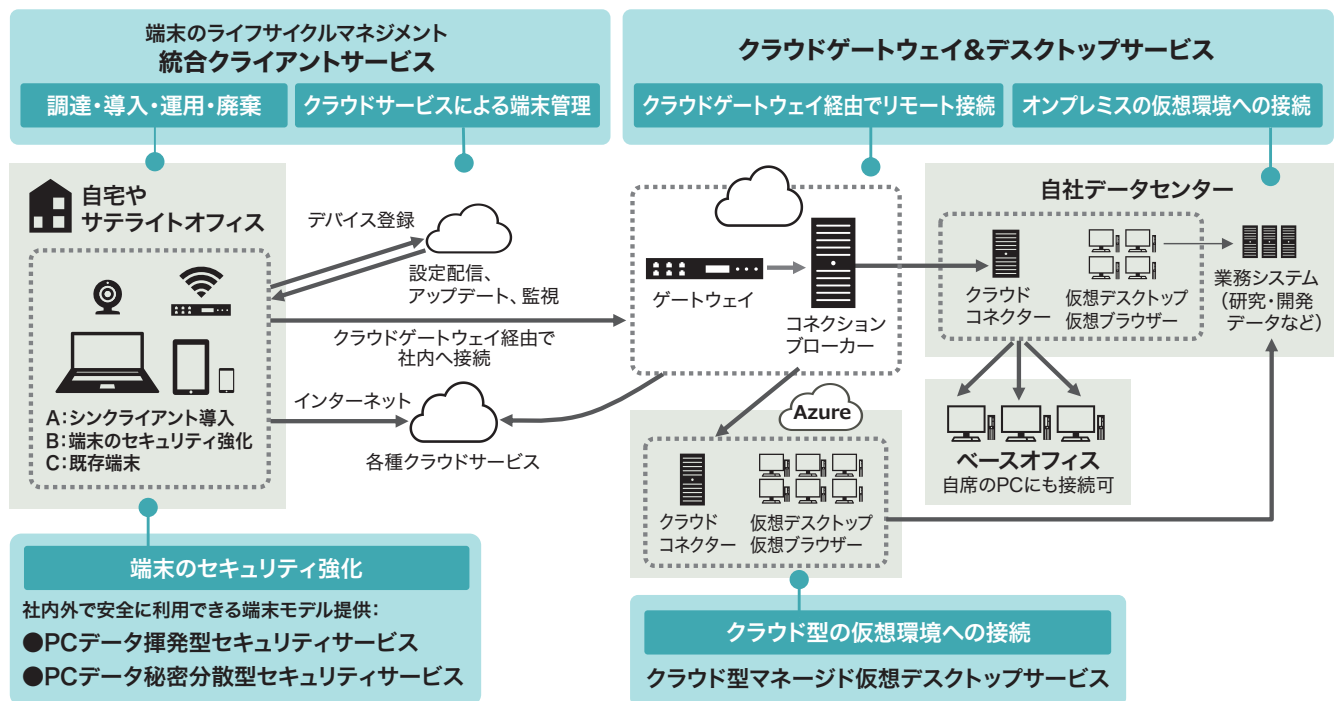 端末のライフサイクルマネジメント
統合クライアントサービス
調達・導入・運用・廃棄
クラウドサービスによる端末管理
クラウドゲートウェイ&デスクトップサービス
クラウドゲートウェイ経由でリモート接続
オンプレミスの仮想環境への接続
自宅や
サテライトオフィス
A:シンクライアント導入
B:端末のセキュリティ強化
C:既存端末
デバイス登録
設定配信、
アップデート、監視
クラウドゲートウェイ経由で
社内へ接続
インターネット
各種クラウドサービス
ゲートウェイ
コネクション
ブローカー
自社データセンター
クラウド
コネクター
仮想デスクトップ
仮想ブラウザー
業務システム
(研究・開発
データなど)
ベースオフィス
自席のPCにも接続可
Azure
クラウド
コネクター
仮想デスクトップ
仮想ブラウザー
端末のセキュリティ強化
社内外で安全に利用できる端末モデル提供:
●PCデータ揮発型セキュリティサービス
●PCデータ秘密分散型セキュリティサービス
クラウド型の仮想環境への接続
クラウド型マネージド仮想デスクトップサービス